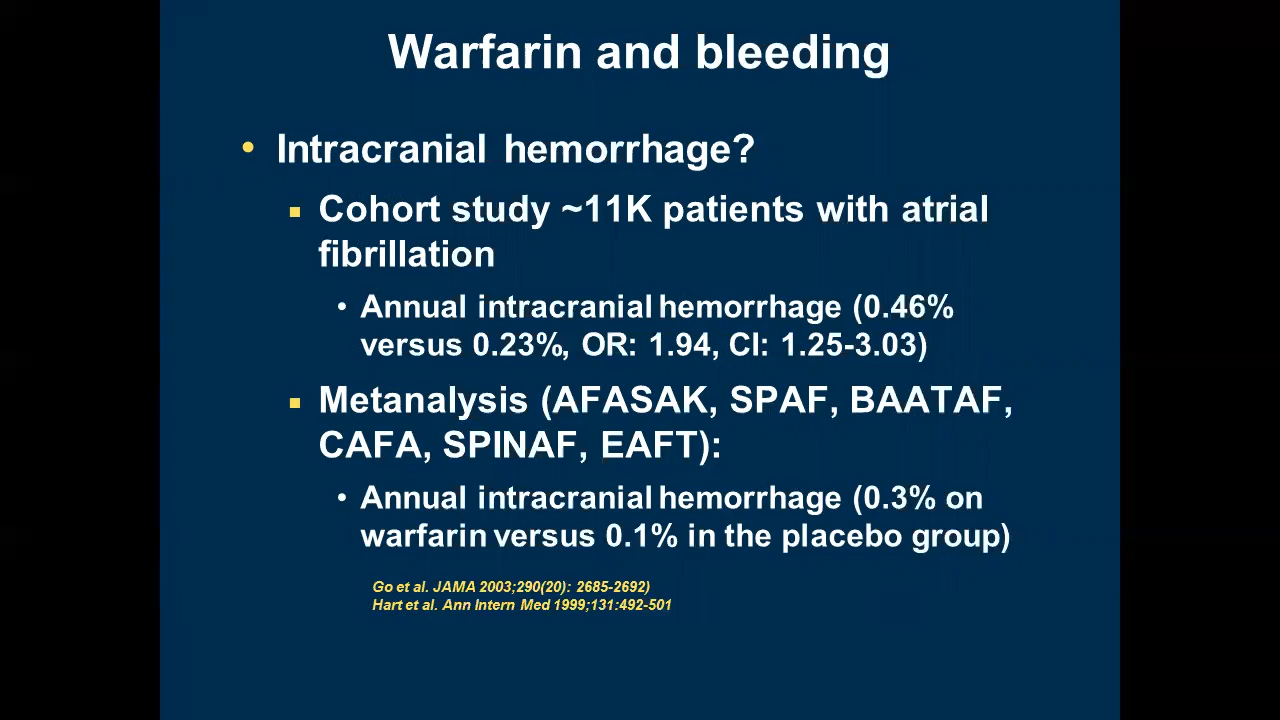 Warfarin and bleeding
• Intracranial hemorrhage?
▪ Cohort study ~11K patients with atrial
fibrillation
• Annual intracranial hemorrhage (0.46%
versus 0.23%, OR: 1.94, CI: 1.25-3.03)
▪ Metanalysis (AFASAK, SPAF, BAATAF,
CAFA, SPINAF, EAFT):
• Annual intracranial hemorrhage (0.3% on
warfarin versus 0.1% in the placebo group)
Go et al. JAMA 2003;290(20): 2685-2692)
Hart et al. Ann Intern Med 1999;131:492-501